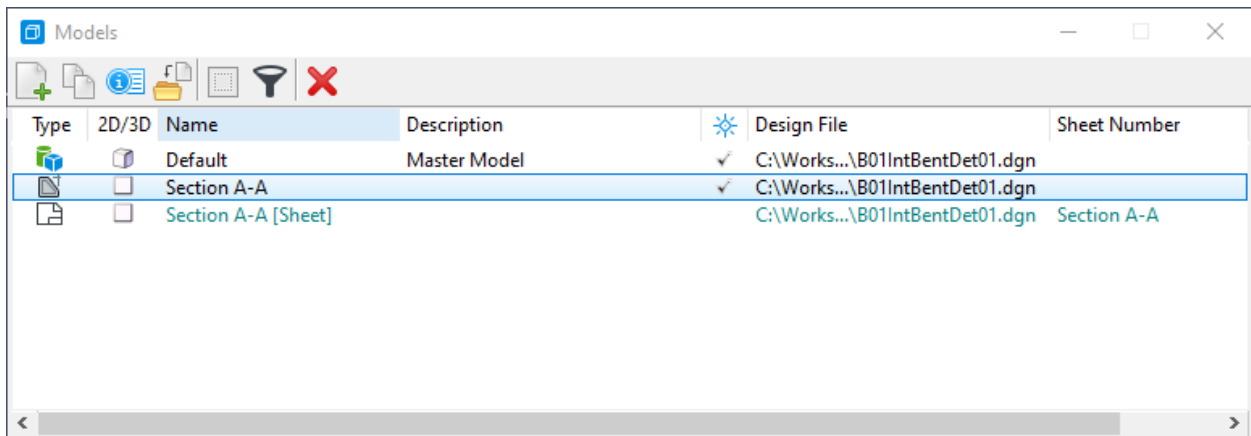 Models
Type 2D/3D Name Description Design File Sheet Number
Default Master Model C:\Works...\B01IntBentDet01.dgn
Section A-A C:\Works...\B01IntBentDet01.dgn
Section A-A [Sheet] C:\Works...\B01IntBentDet01.dgn Section A-A